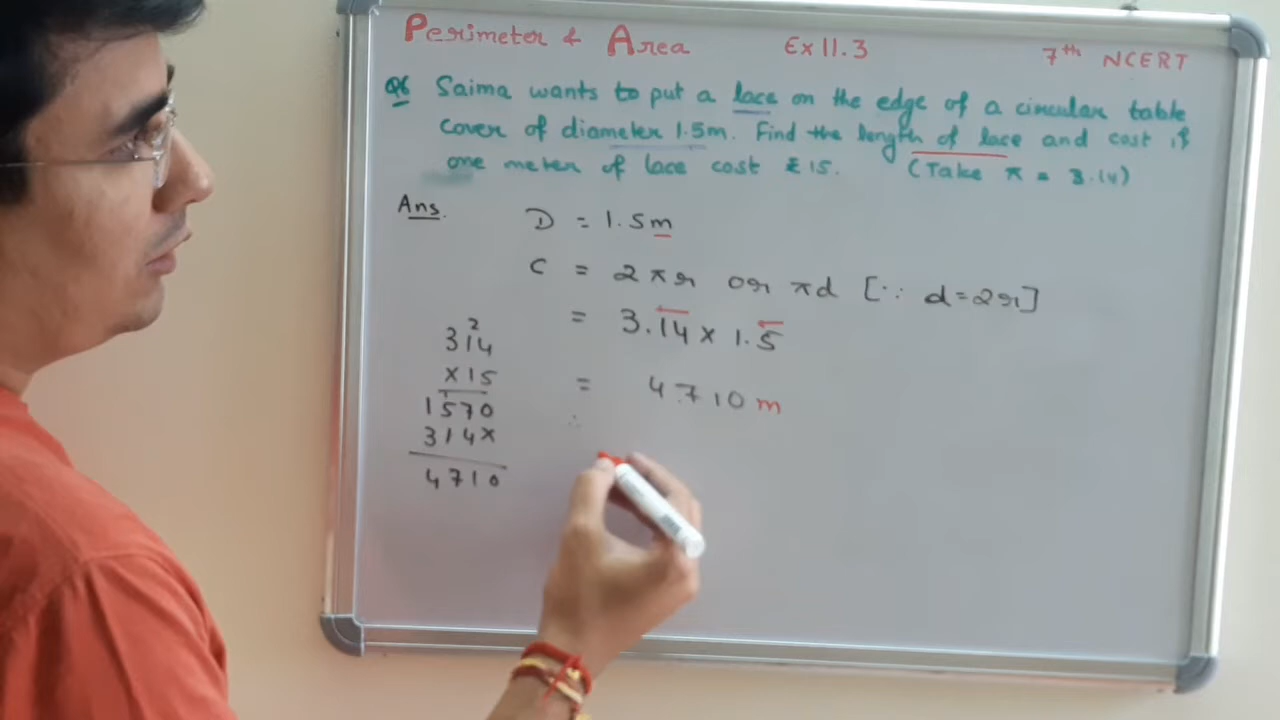 Perimeter & Area Ex 11.3 7th NCERT
Q6 Saima wants to put a lace on the edge of a circular table
cover of diameter 1.5m. Find the length of lace and cost if
one meter of lace cost ₹15. (Take π = 3.14)
Ans. D = 1.5m
C = 2πr or πd [∵ d=2r]
= 3.14 × 1.5
= 4.710 m
∴
2
314
×15
1
1570
314×
4710